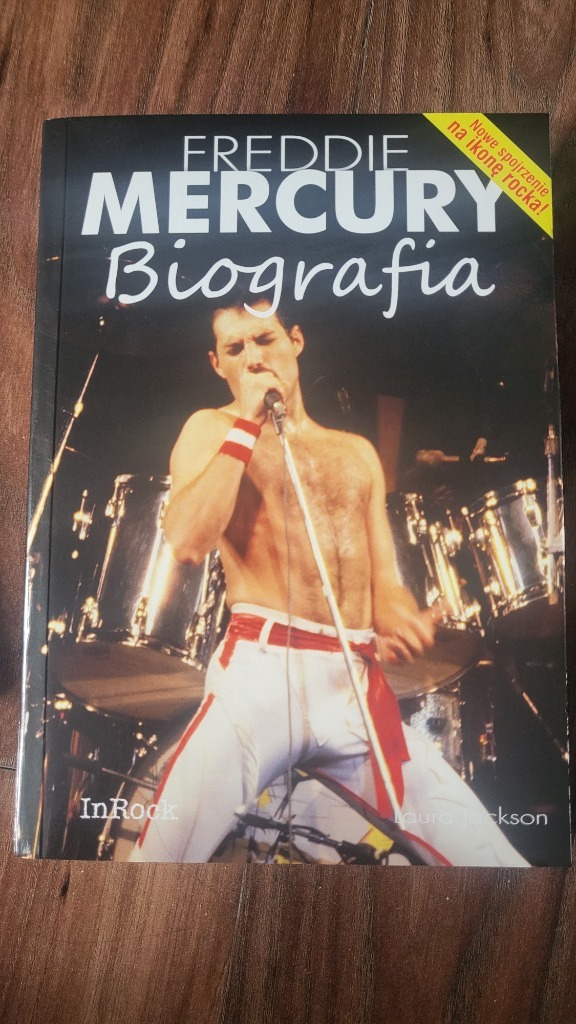 FREDDIE
MERCURY
Biografia
Nowe spojrzenie
na ikonę rocka!
InRock
Laura Jackson